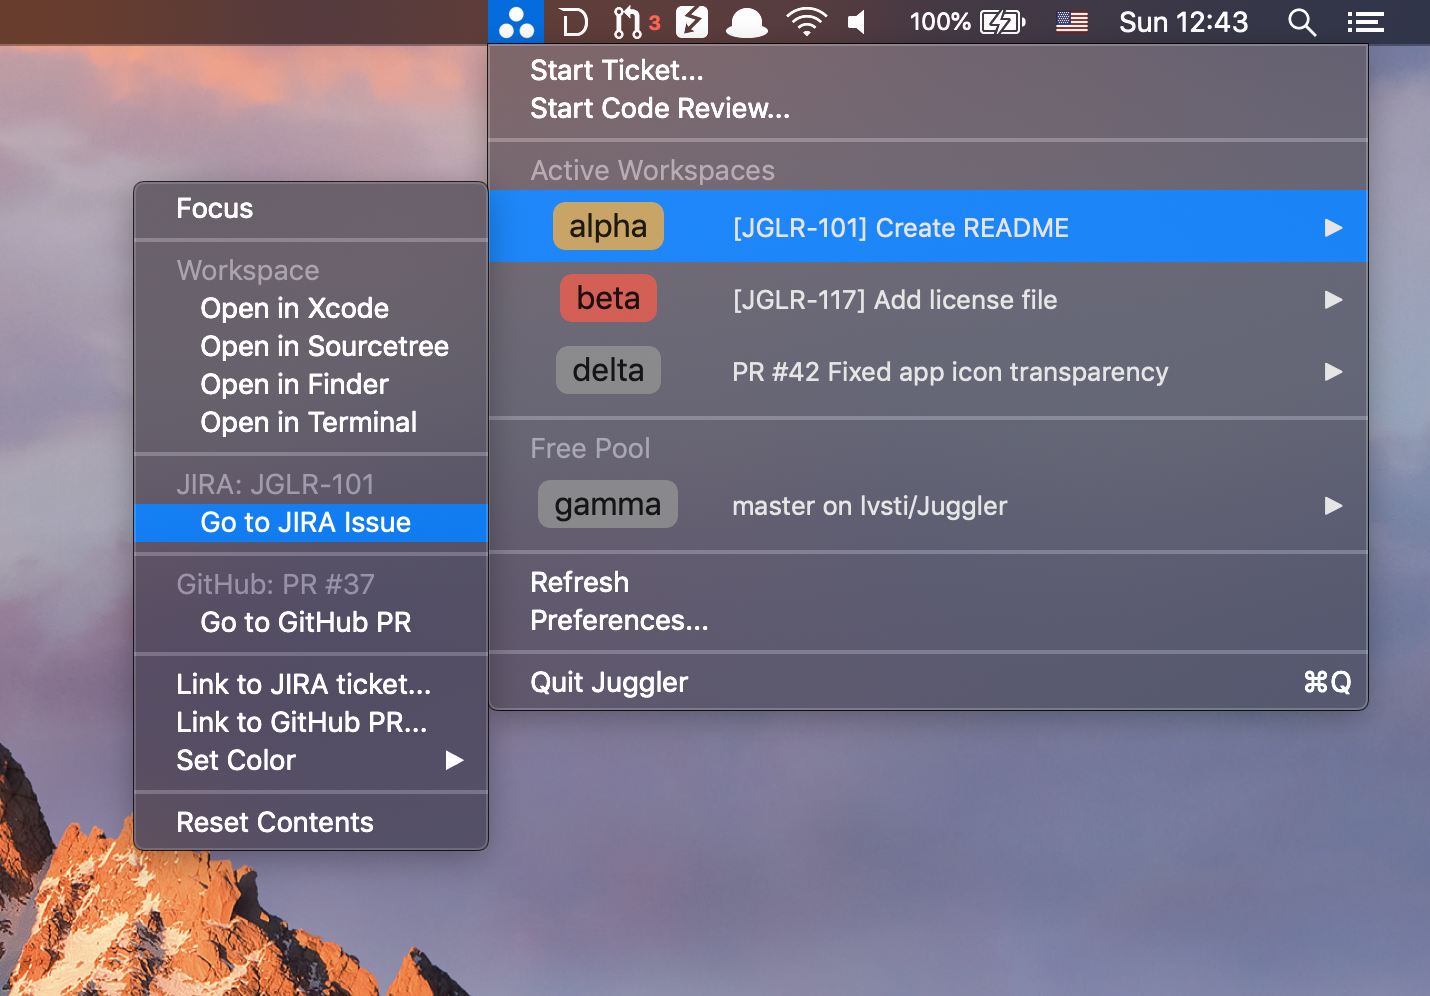 3 100% Sun 12:43
Start Ticket...
Start Code Review...
Active Workspaces
alpha [JGLR-101] Create README
beta [JGLR-117] Add license file
delta PR #42 Fixed app icon transparency
Free Pool
gamma master on lvsti/Juggler
Refresh
Preferences...
Quit Juggler ⌘Q
Focus
Workspace
Open in Xcode
Open in Sourcetree
Open in Finder
Open in Terminal
JIRA: JGLR-101
Go to JIRA Issue
GitHub: PR #37
Go to GitHub PR
Link to JIRA ticket...
Link to GitHub PR...
Set Color
Reset Contents